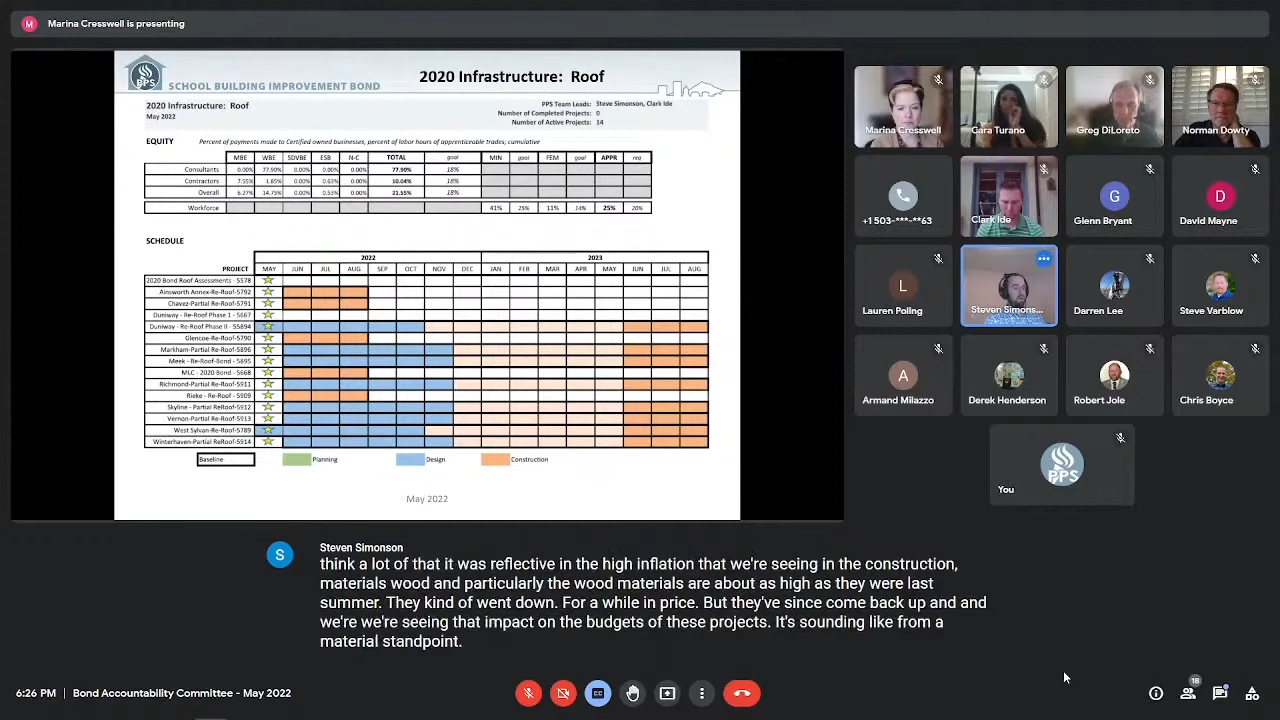 M Marina Cresswell is presenting
PPS
SCHOOL BUILDING IMPROVEMENT BOND
2020 Infrastructure: Roof
2020 Infrastructure: Roof
May 2022
PPS Team Leads: Steve Simonson, Clark Ide
Number of Completed Projects: 0
Number of Active Projects: 14
EQUITY Percent of payments made to Certified owned businesses, percent of labor hours of apprenticeable trades; cumulative
MBE WBE SDVBE ESB N-C TOTAL goal MIN goal FEM goal APPR req
Consultants 0.00% 77.90% 0.00% 0.00% 0.00% 77.90% 18%
Contractors 7.55% 1.85% 0.00% 0.63% 0.00% 10.04% 18%
Overall 6.27% 14.75% 0.00% 0.53% 0.00% 21.55% 18%
Workforce 41% 25% 11% 14% 25% 20%
SCHEDULE
2022 2023
PROJECT MAY JUN JUL AUG SEP OCT NOV DEC JAN FEB MAR APR MAY JUN JUL AUG
2020 Bond Roof Assessments - 5578
Ainsworth Annex-Re-Roof-5792
Chavez-Partial Re-Roof-5791
Duniway - Re-Roof Phase 1 - 5667
Duniway - Re-Roof Phase II - 55894
Glencoe-Re-Roof-5790
Markham-Partial Re-Roof-5896
Meek - Re-Roof-Bond - 5895
MLC - 2020 Bond - 5668
Richmond-Partial Re-Roof-5911
Rieke - Re-Roof - 5909
Skyline - Partial ReRoof-5912
Vernon-Partial Re-Roof-5913
West Sylvan-Re-Roof-5789
Winterhaven-Partial ReRoof-5914
Baseline Planning Design Construction
May 2022
Marina Cresswell
Cara Turano
Greg DiLoreto
Norman Dowty
+1 503-***-**63
Clark Ide
G
Glenn Bryant
D
David Mayne
L
Lauren Poling
Steven Simons...
Darren Lee
Steve Varblow
A
Armand Milazzo
Derek Henderson
Robert Jole
Chris Boyce
PPS
You
S
Steven Simonson
think a lot of that it was reflective in the high inflation that we're seeing in the construction,
materials wood and particularly the wood materials are about as high as they were last
summer. They kind of went down. For a while in price. But they've since come back up and and
we're we're seeing that impact on the budgets of these projects. It's sounding like from a
material standpoint.
6:26 PM | Bond Accountability Committee - May 2022
CC
18